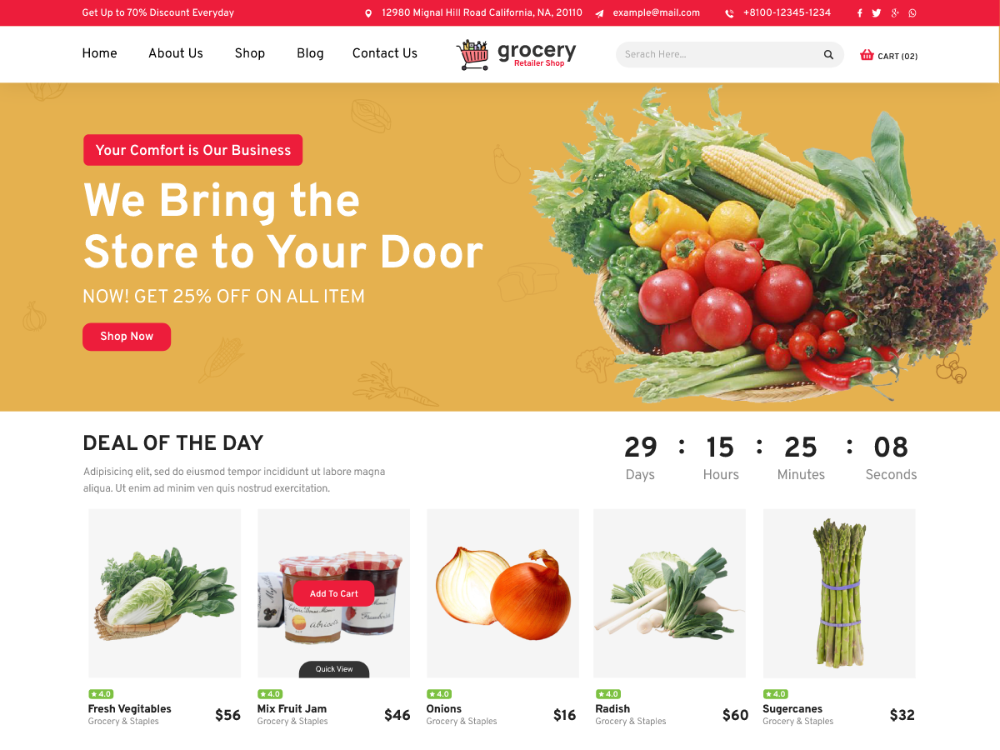 Get Up to 70% Discount Everyday
12980 Mignal Hill Road California, NA, 20110
example@mail.com
+8100-12345-1234
Home
About Us
Shop
Blog
Contact Us
grocery
Retailer Shop
Serach Here...
CART (02)
Your Comfort is Our Business
We Bring the
Store to Your Door
NOW! GET 25% OFF ON ALL ITEM
Shop Now
DEAL OF THE DAY
Adipisicing elit, sed do eiusmod tempor incididunt ut labore magna
aliqua. Ut enim ad minim ven quis nostrud exercitation.
29 : 15 : 25 : 08
Days Hours Minutes Seconds
Add To Cart
abricots
Quick View
4.0
Fresh Vegitables
Grocery & Staples
$56
4.0
Mix Fruit Jam
Grocery & Staples
$46
4.0
Onions
Grocery & Staples
$16
4.0
Radish
Grocery & Staples
$60
4.0
Sugercanes
Grocery & Staples
$32